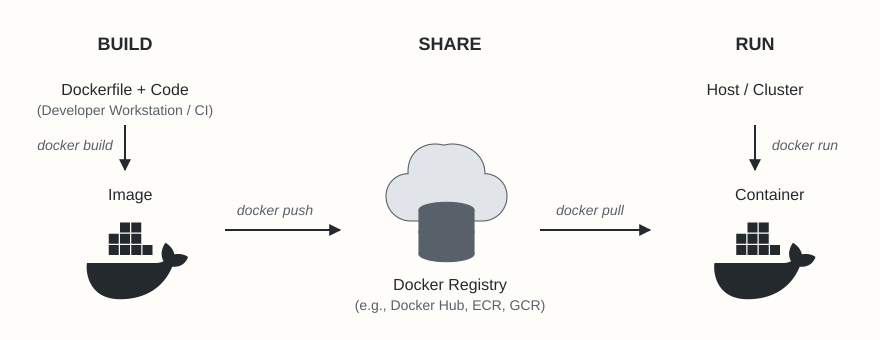 BUILD
SHARE
RUN
Dockerfile + Code
(Developer Workstation / CI)
Host / Cluster
docker build
docker run
Image
Container
docker push
docker pull
Docker Registry
(e.g., Docker Hub, ECR, GCR)